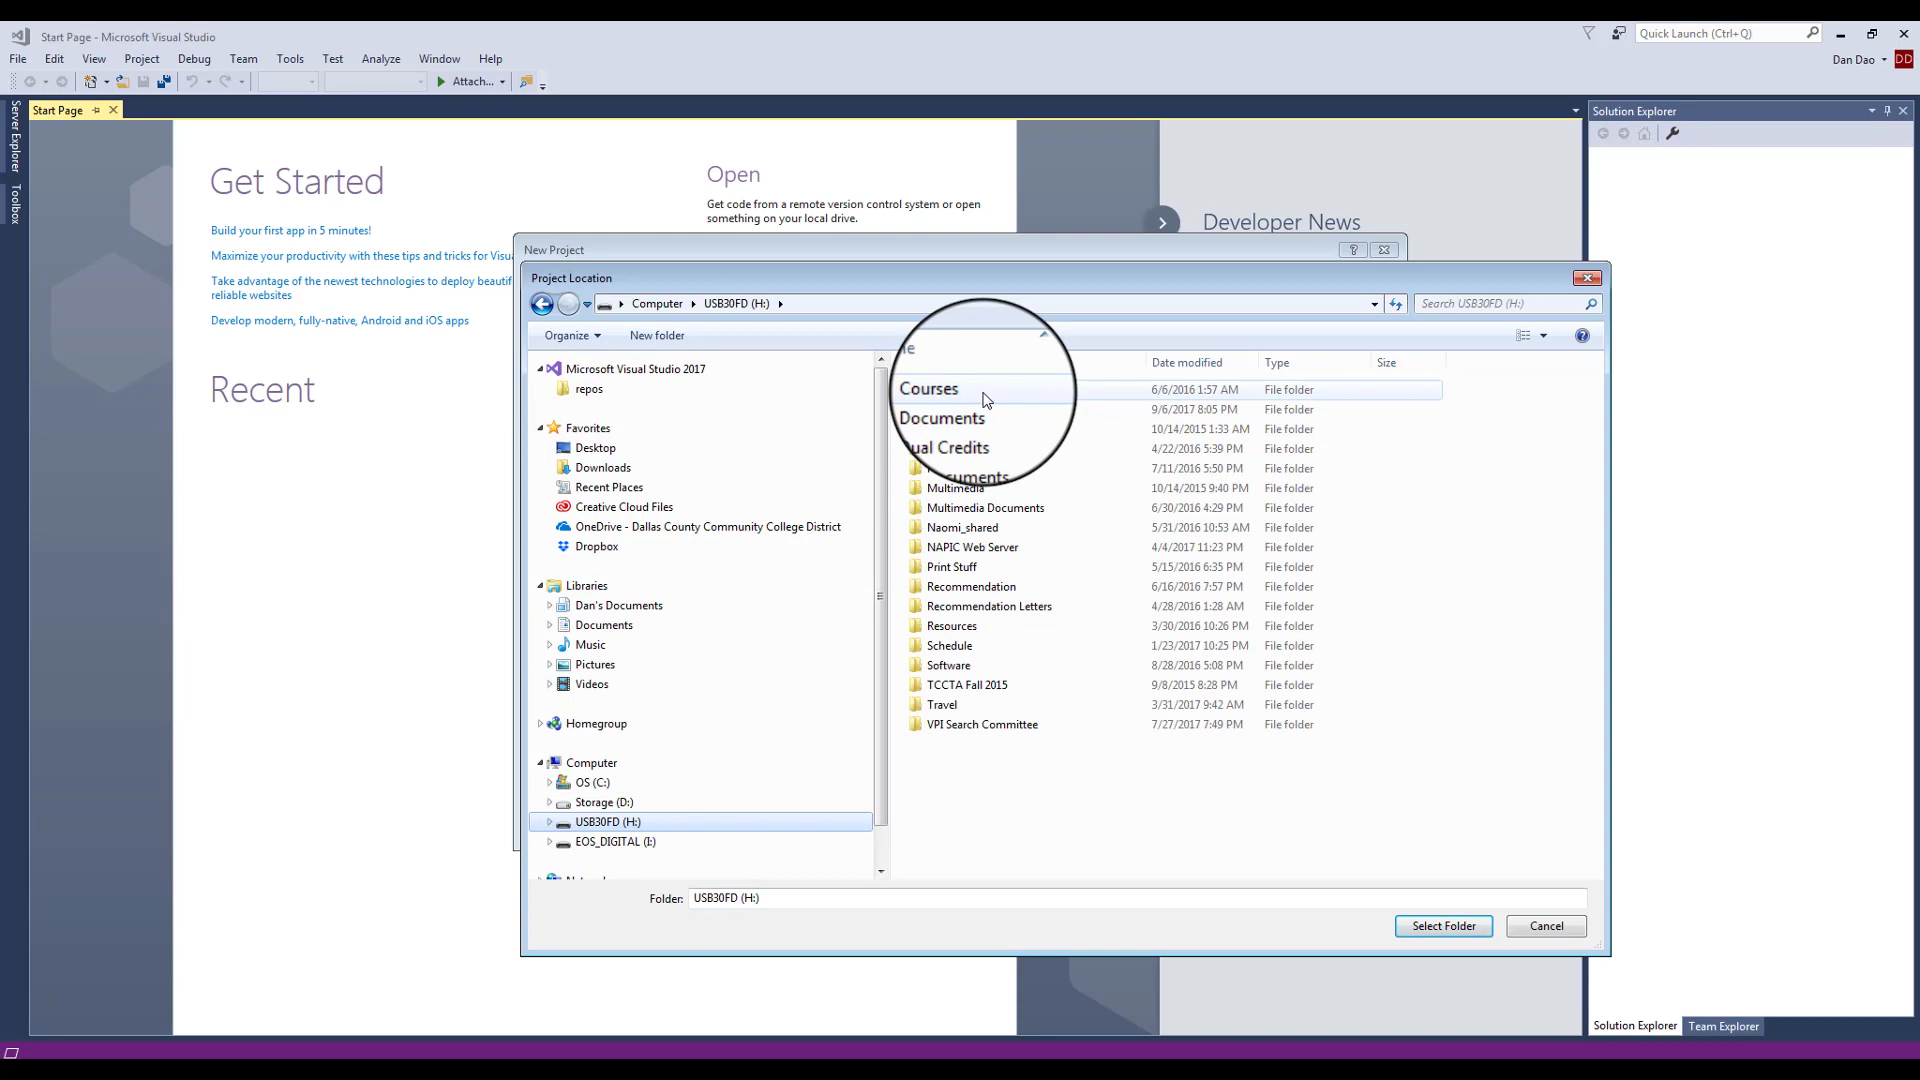 Start Page - Microsoft Visual Studio
Quick Launch (Ctrl+Q)
File Edit View Project Debug Team Tools Test Analyze Window Help
Dan Dao DD
Attach...
Server Explorer
Toolbox
Start Page
Solution Explorer
Get Started
Build your first app in 5 minutes!
Maximize your productivity with these tips and tricks for Visu
Take advantage of the newest technologies to deploy beautif
reliable websites
Develop modern, fully-native, Android and iOS apps
Recent
Open
Get code from a remote version control system or open
something on your local drive.
Developer News
New Project
Project Location
Computer USB30FD (H:)
Search USB30FD (H:)
Organize New folder
Microsoft Visual Studio 2017
repos
Favorites
Desktop
Downloads
Recent Places
Creative Cloud Files
OneDrive - Dallas County Community College District
Dropbox
Libraries
Dan's Documents
Documents
Music
Pictures
Videos
Homegroup
Computer
OS (C:)
Storage (D:)
USB30FD (H:)
EOS_DIGITAL (I:)
Date modified Type Size
Courses 6/6/2016 1:57 AM File folder
Documents 9/6/2017 8:05 PM File folder
ual Credits 10/14/2015 1:33 AM File folder
4/22/2016 5:39 PM File folder
7/11/2016 5:50 PM File folder
Multimedia 10/14/2015 9:40 PM File folder
Multimedia Documents 6/30/2016 4:29 PM File folder
Naomi_shared 5/31/2016 10:53 AM File folder
NAPIC Web Server 4/4/2017 11:23 PM File folder
Print Stuff 5/15/2016 6:35 PM File folder
Recommendation 6/16/2016 7:57 PM File folder
Recommendation Letters 4/28/2016 1:28 AM File folder
Resources 3/30/2016 10:26 PM File folder
Schedule 1/23/2017 10:25 PM File folder
Software 8/28/2016 5:08 PM File folder
TCCTA Fall 2015 9/8/2015 8:28 PM File folder
Travel 3/31/2017 9:42 AM File folder
VPI Search Committee 7/27/2017 7:49 PM File folder
Folder: USB30FD (H:)
Select Folder Cancel
Solution Explorer Team Explorer